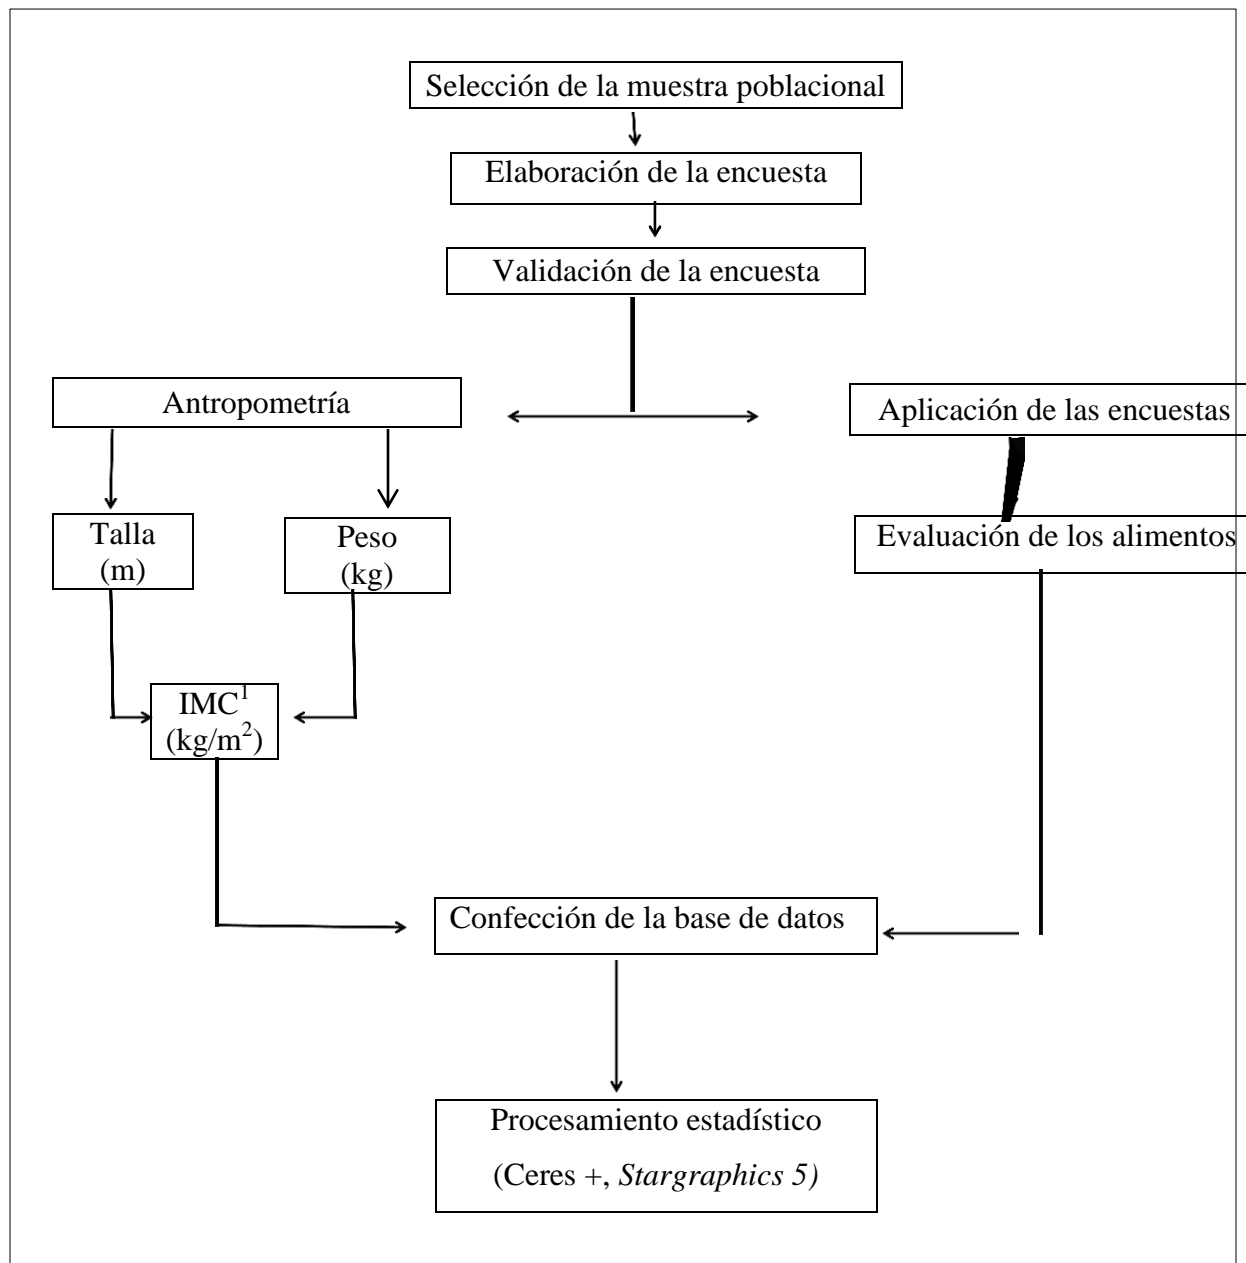 Selección de la muestra poblacional
Elaboración de la encuesta
Validación de la encuesta
Antropometría
Aplicación de las encuestas
Talla
(m)
Peso
(kg)
Evaluación de los alimentos
IMC¹
(kg/m²)
Confección de la base de datos
Procesamiento estadístico
(Ceres +, Stargraphics 5)